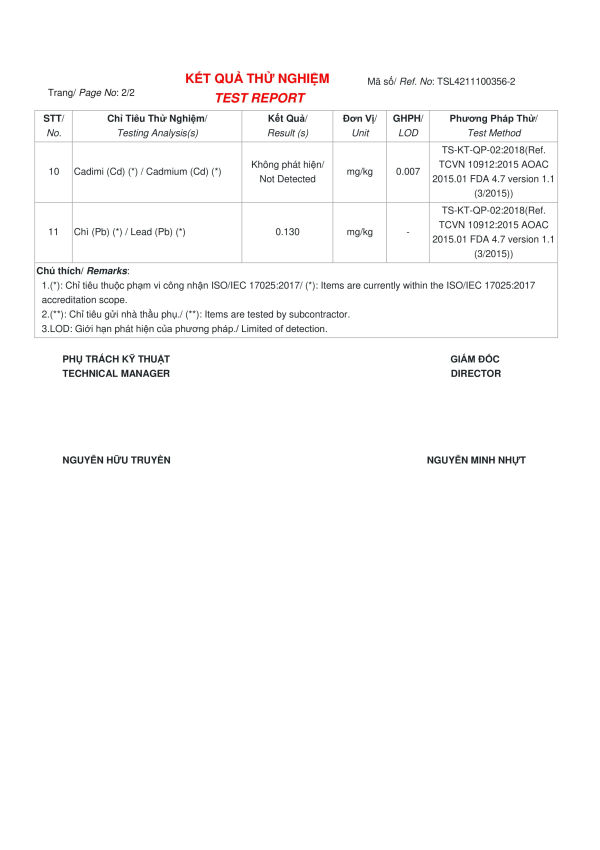 KẾT QUẢ THỬ NGHIỆM
Mã số/ Ref. No: TSL4211100356-2
Trang/ Page No: 2/2
TEST REPORT
STT/ Chỉ Tiêu Thử Nghiệm/ Kết Quả/ Đơn Vị/ GHPH/ Phương Pháp Thử/
No. Testing Analysis(s) Result (s) Unit LOD Test Method
10 Cadimi (Cd) (*) / Cadmium (Cd) (*) Không phát hiện/ Not Detected mg/kg 0.007 TS-KT-QP-02:2018(Ref.
TCVN 10912:2015 AOAC
2015.01 FDA 4.7 version 1.1
(3/2015))
11 Chì (Pb) (*) / Lead (Pb) (*) 0.130 mg/kg - TS-KT-QP-02:2018(Ref.
TCVN 10912:2015 AOAC
2015.01 FDA 4.7 version 1.1
(3/2015))
Chú thích/ Remarks:
1.(*): Chỉ tiêu thuộc phạm vi công nhận ISO/IEC 17025:2017/ (*): Items are currently within the ISO/IEC 17025:2017
accreditation scope.
2.(**): Chỉ tiêu gửi nhà thầu phụ./ (**): Items are tested by subcontractor.
3.LOD: Giới hạn phát hiện của phương pháp./ Limited of detection.
PHỤ TRÁCH KỸ THUẬT GIÁM ĐỐC
TECHNICAL MANAGER DIRECTOR
NGUYỄN HỮU TRUYỀN NGUYỄN MINH NHỰT